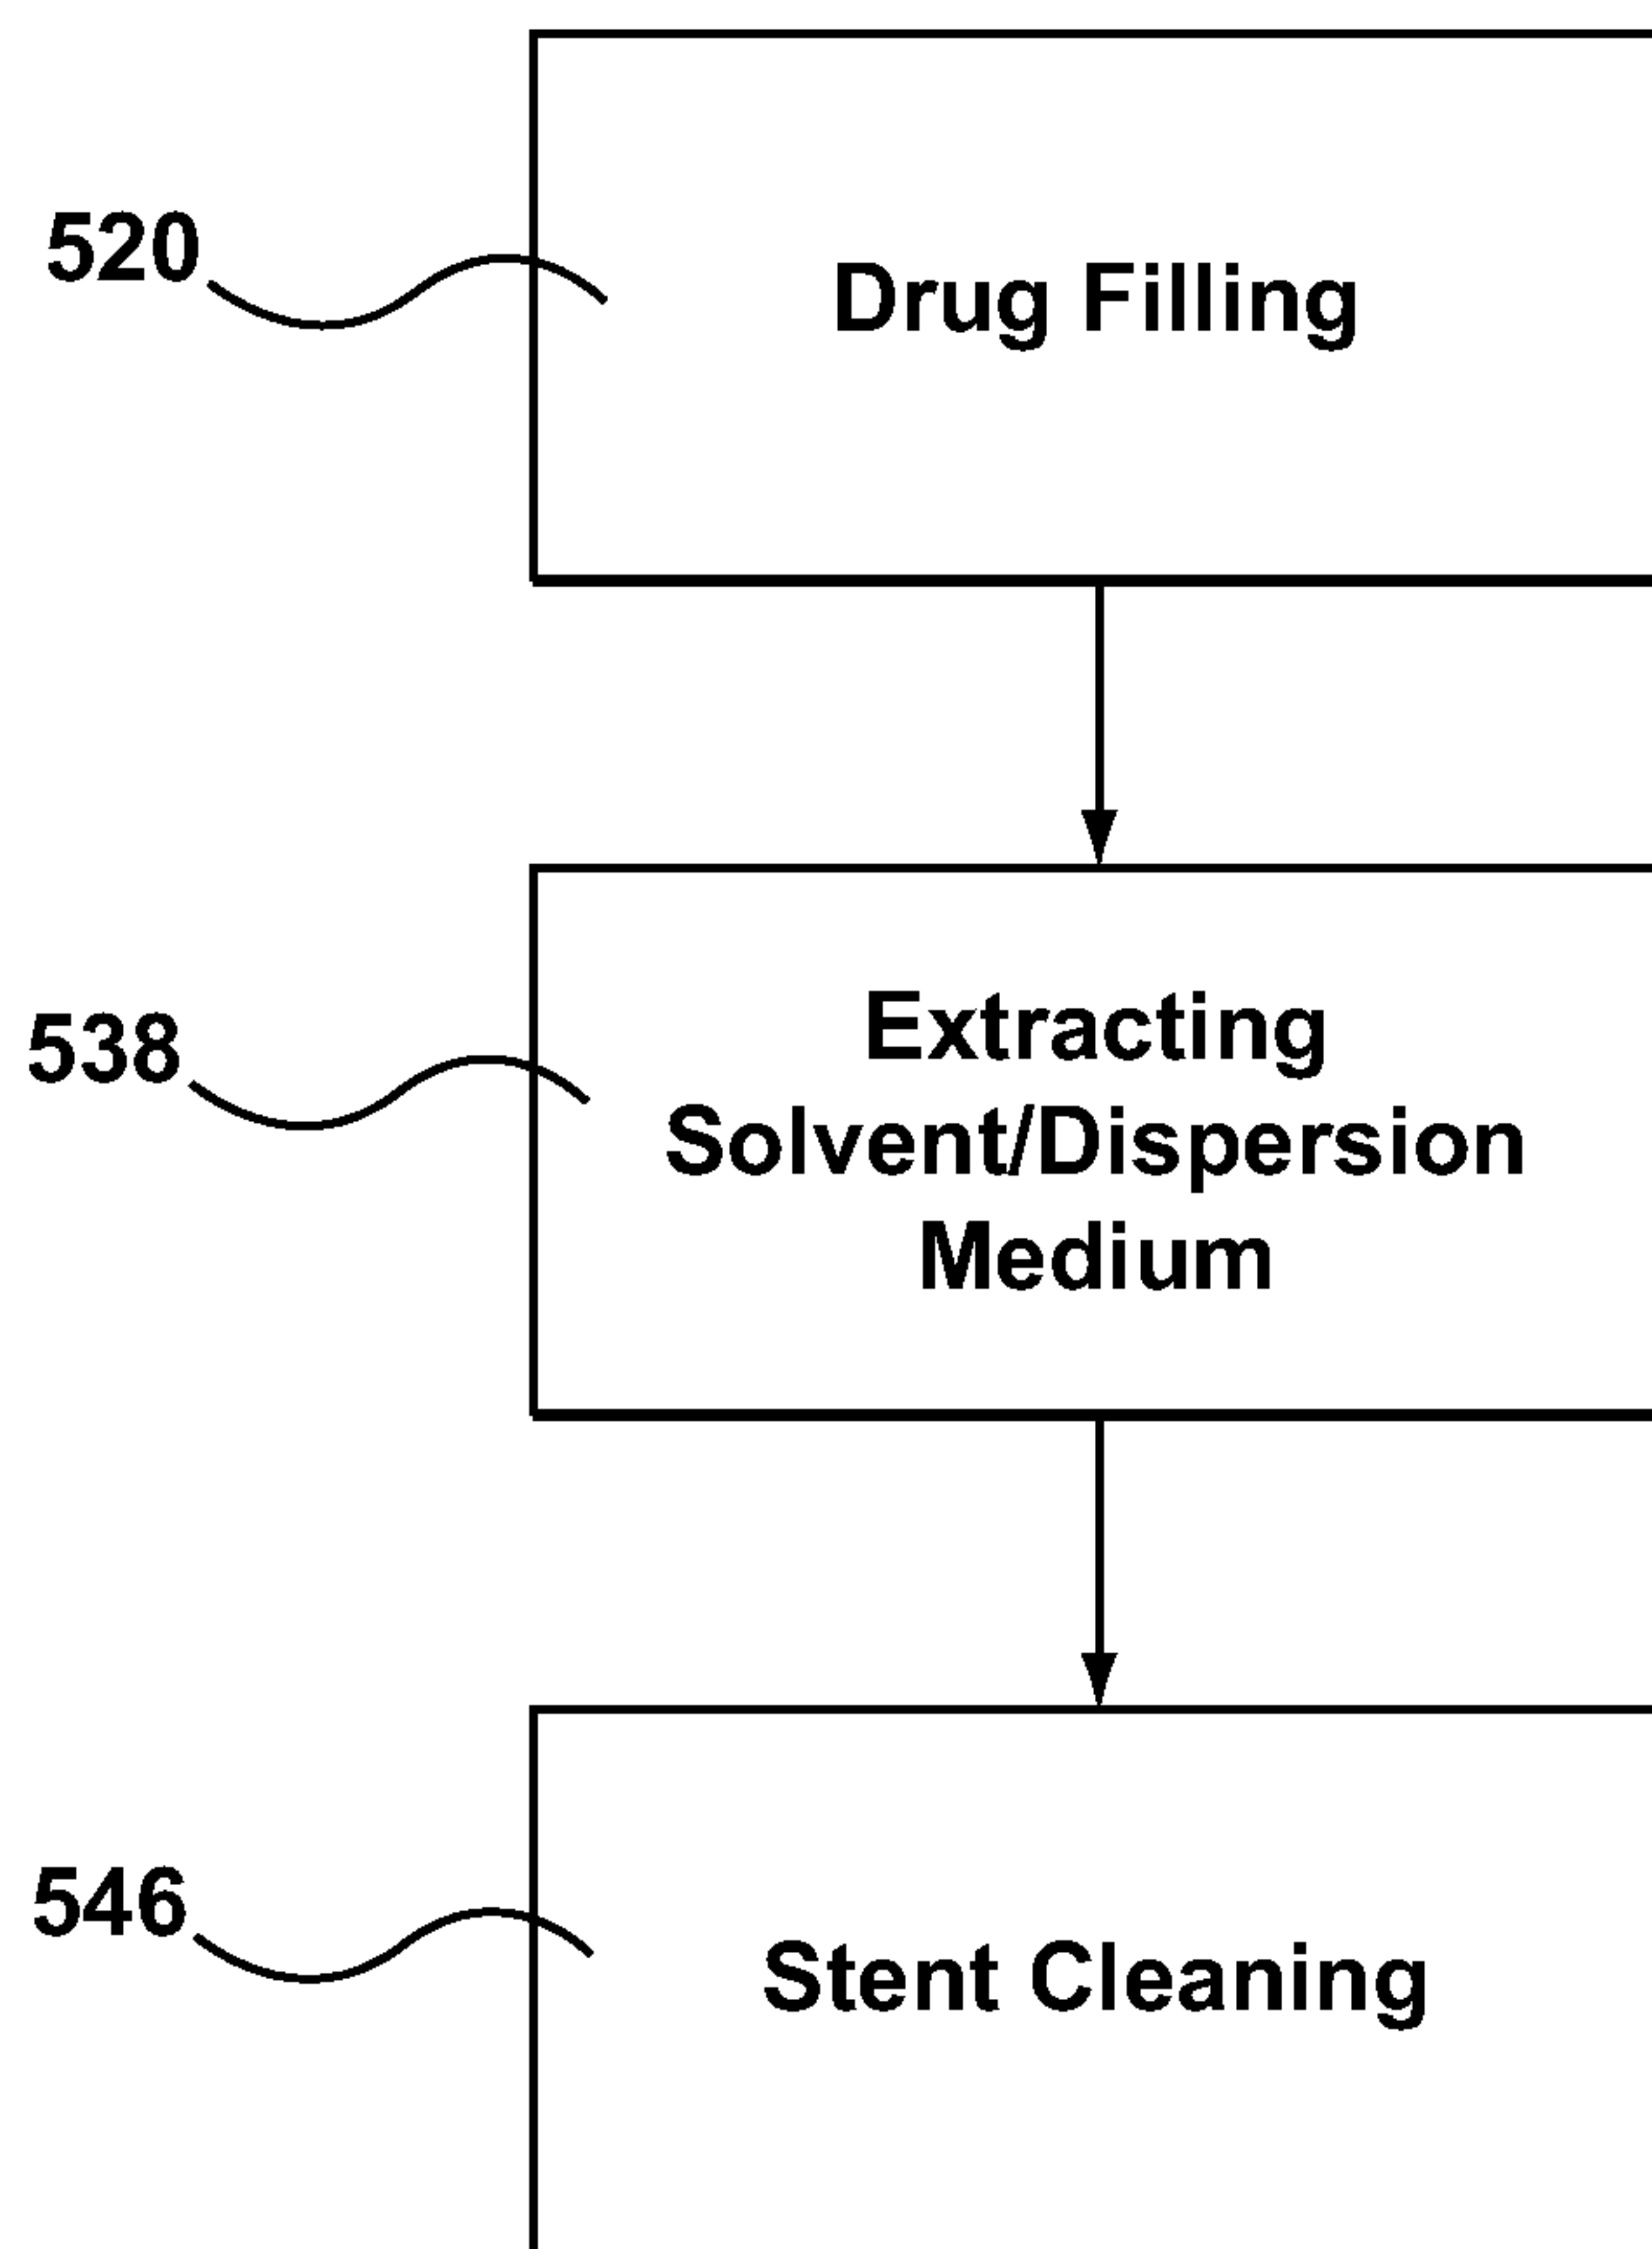 520
Drug Filling
538
Extracting
Solvent/Dispersion
Medium
546
Stent Cleaning